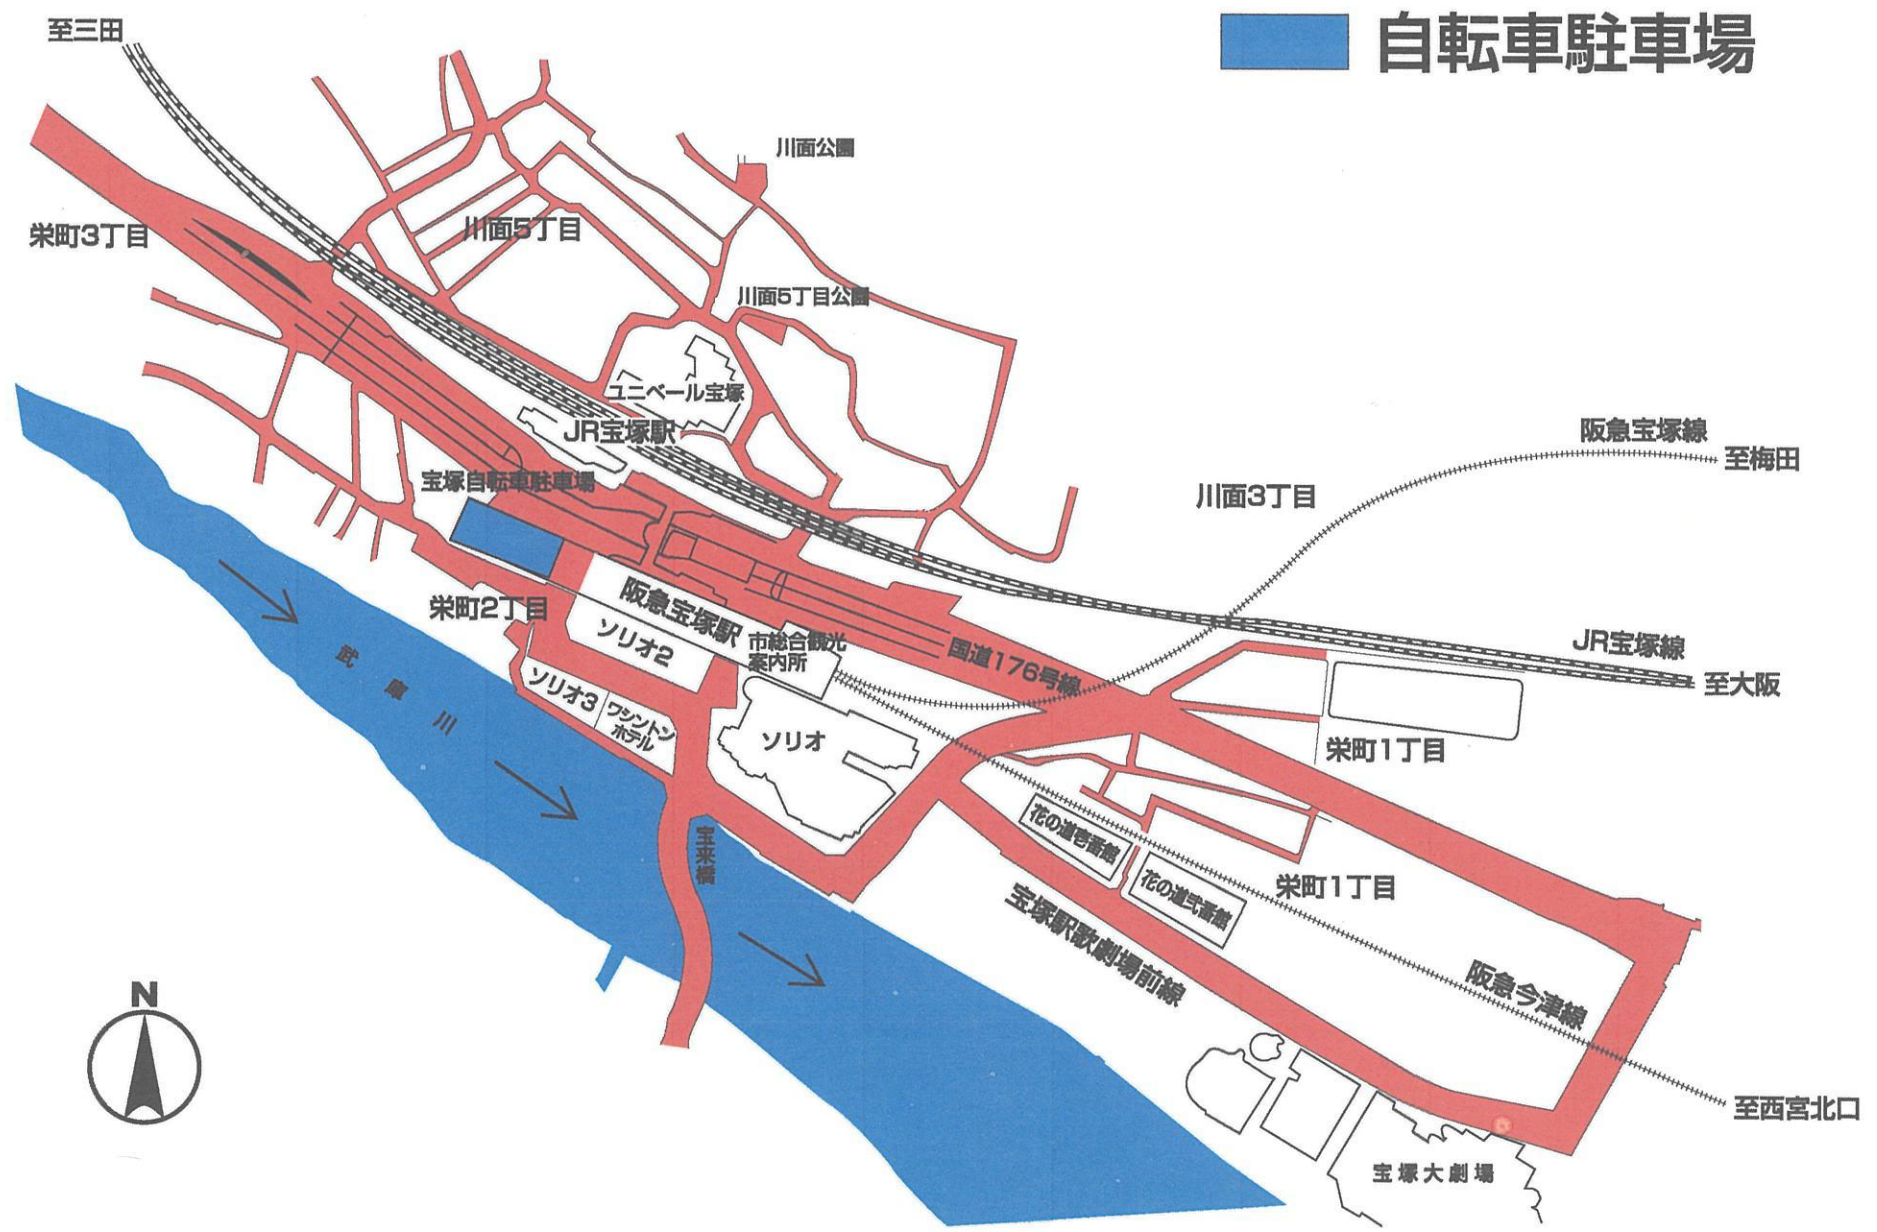 至三田
自転車駐車場
川面公園
栄町3丁目
川面5丁目
川面5丁目公園
ユニベール宝塚
JR宝塚駅
阪急宝塚線
至梅田
宝塚自転車駐車場
川面3丁目
栄町2丁目
阪急宝塚駅
ソリオ2
市総合観光
案内所
国道176号線
JR宝塚線
至大阪
武庫川
ソリオ3
ワシントン
ホテル
ソリオ
栄町1丁目
宝来橋
花の道壱番館
花の道弐番館
栄町1丁目
宝塚駅歌劇場前線
阪急今津線
N
至西宮北口
宝塚大劇場